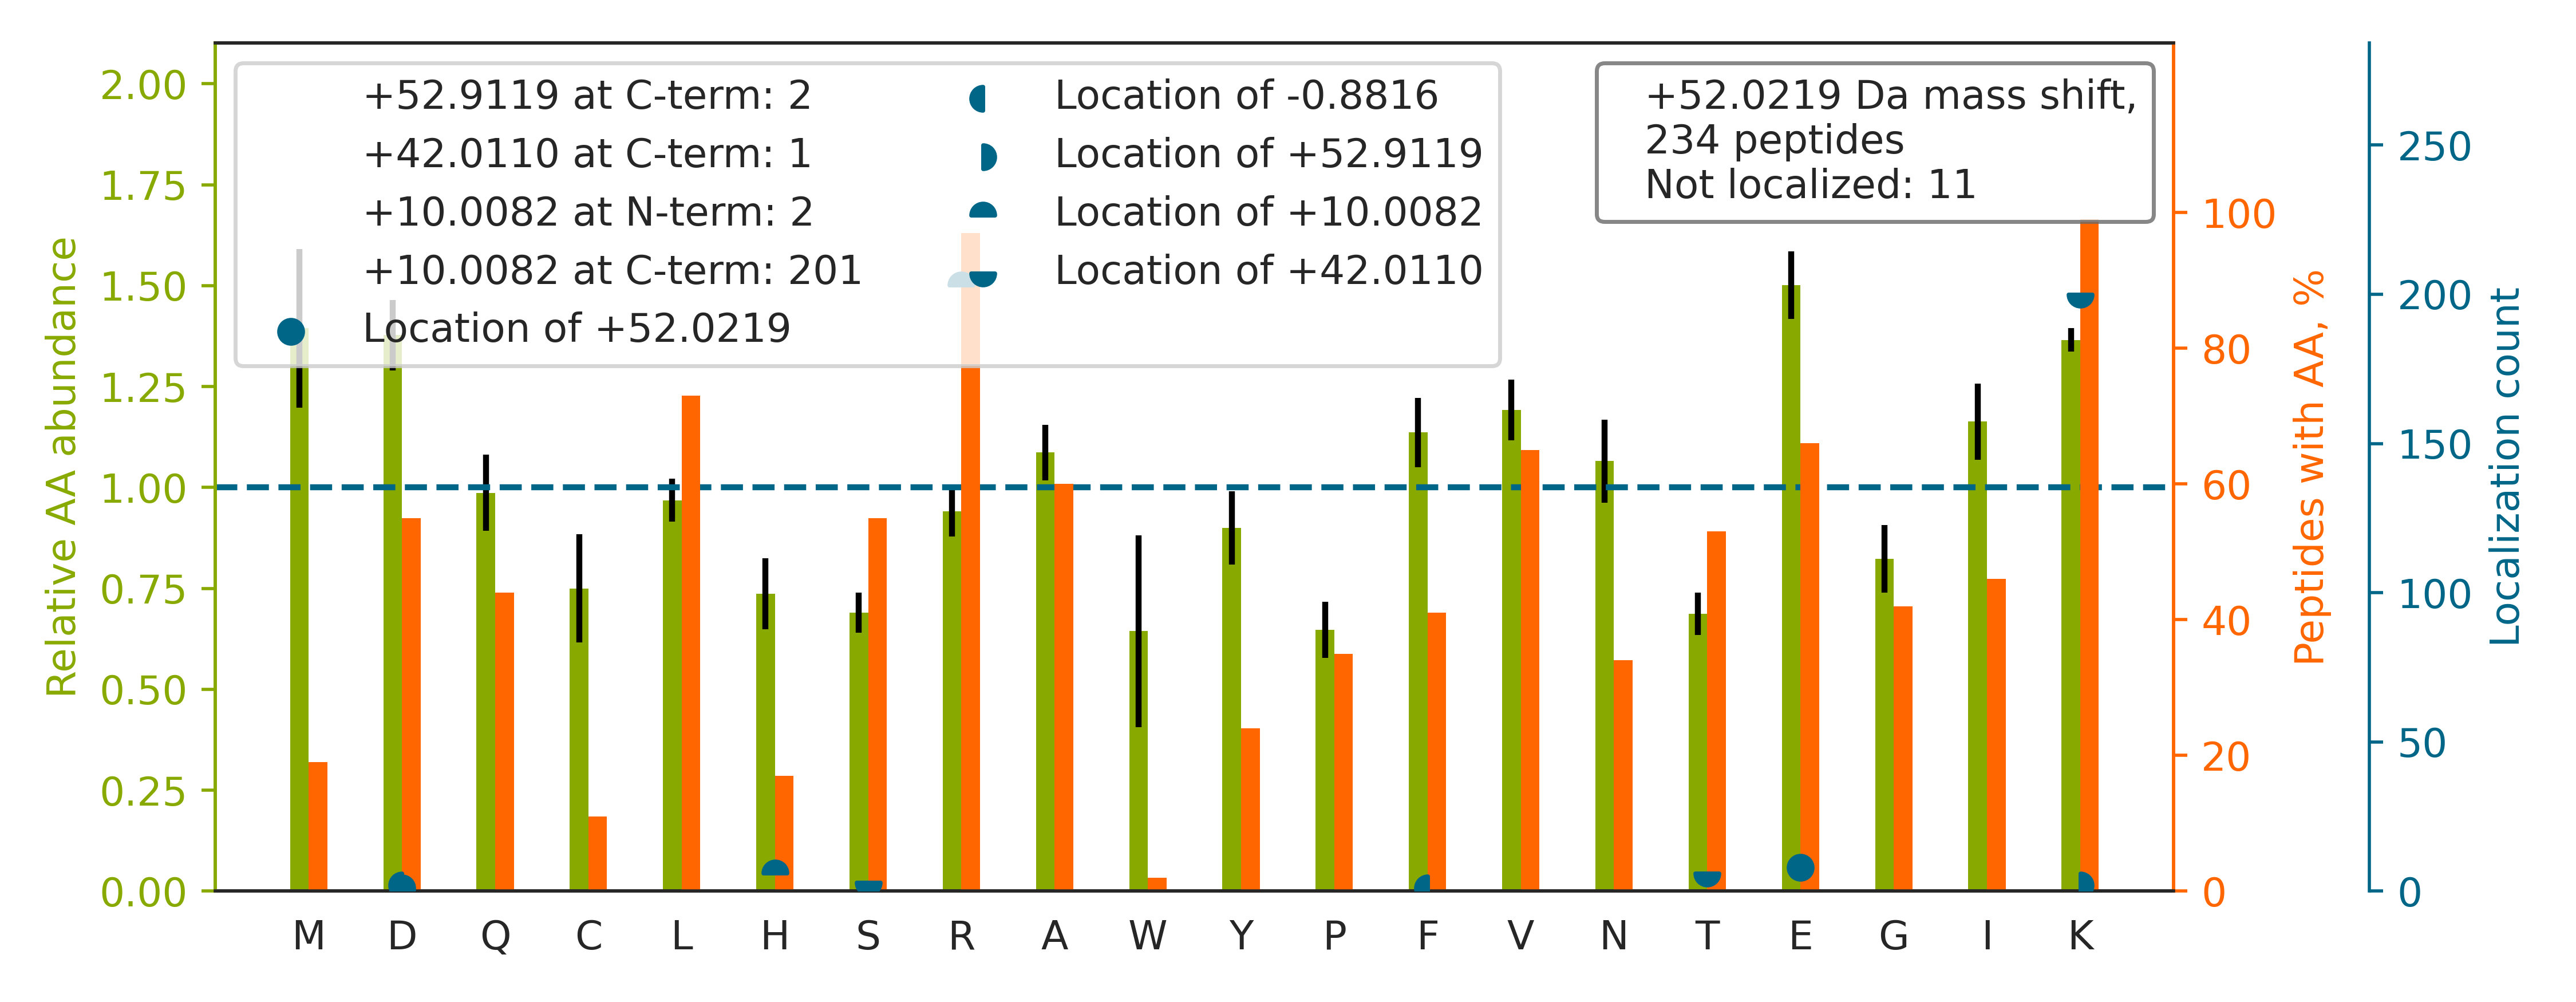 +52.9119 at C-term: 2
+42.0110 at C-term: 1
+10.0082 at N-term: 2
+10.0082 at C-term: 201
Location of +52.0219
Location of -0.8816
Location of +52.9119
Location of +10.0082
Location of +42.0110
+52.0219 Da mass shift,
234 peptides
Not localized: 11
Relative AA abundance
2.00
1.75
1.50
1.25
1.00
0.75
0.50
0.25
0.00
M D Q C L H S R A W Y P F V N T E G I K
100
80
60
40
20
0
Peptides with AA, %
250
200
150
100
50
0
Localization count